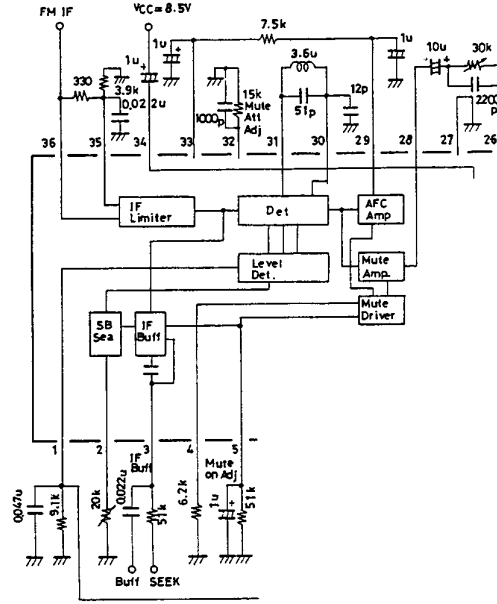 FM IF
VCC = 8.5V
1u +
1u +
7.5k
1u +
10u
30k
3.6u
330
3.9k
0.022u
1000p
15k
Mute
Att
Adj
51p
12p
2200p
36
35
34
33
32
31
30
29
28
27
26
IF
Limiter
Det
AFC
Amp
Level
Det.
Mute
Amp.
SB
Sea
IF
Buff
Mute
Driver
1
2
3
4
5
IF
Buff
Mute
on Adj
0.047u
9.1k
20k
0.022u
51k
6.2k
1u +
51k
Buff
SEEK